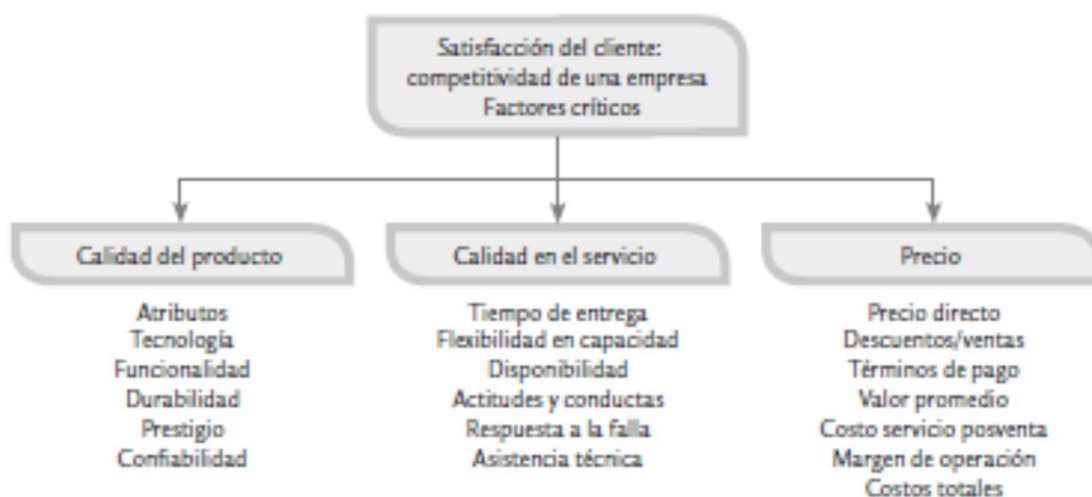 Satisfacción del cliente:
competitividad de una empresa
Factores críticos
Calidad del producto
Atributos
Tecnología
Funcionalidad
Durabilidad
Prestigio
Confiabilidad
Calidad en el servicio
Tiempo de entrega
Flexibilidad en capacidad
Disponibilidad
Actitudes y conductas
Respuesta a la falla
Asistencia técnica
Precio
Precio directo
Descuentos/ventas
Términos de pago
Valor promedio
Costo servicio posventa
Margen de operación
Costos totales